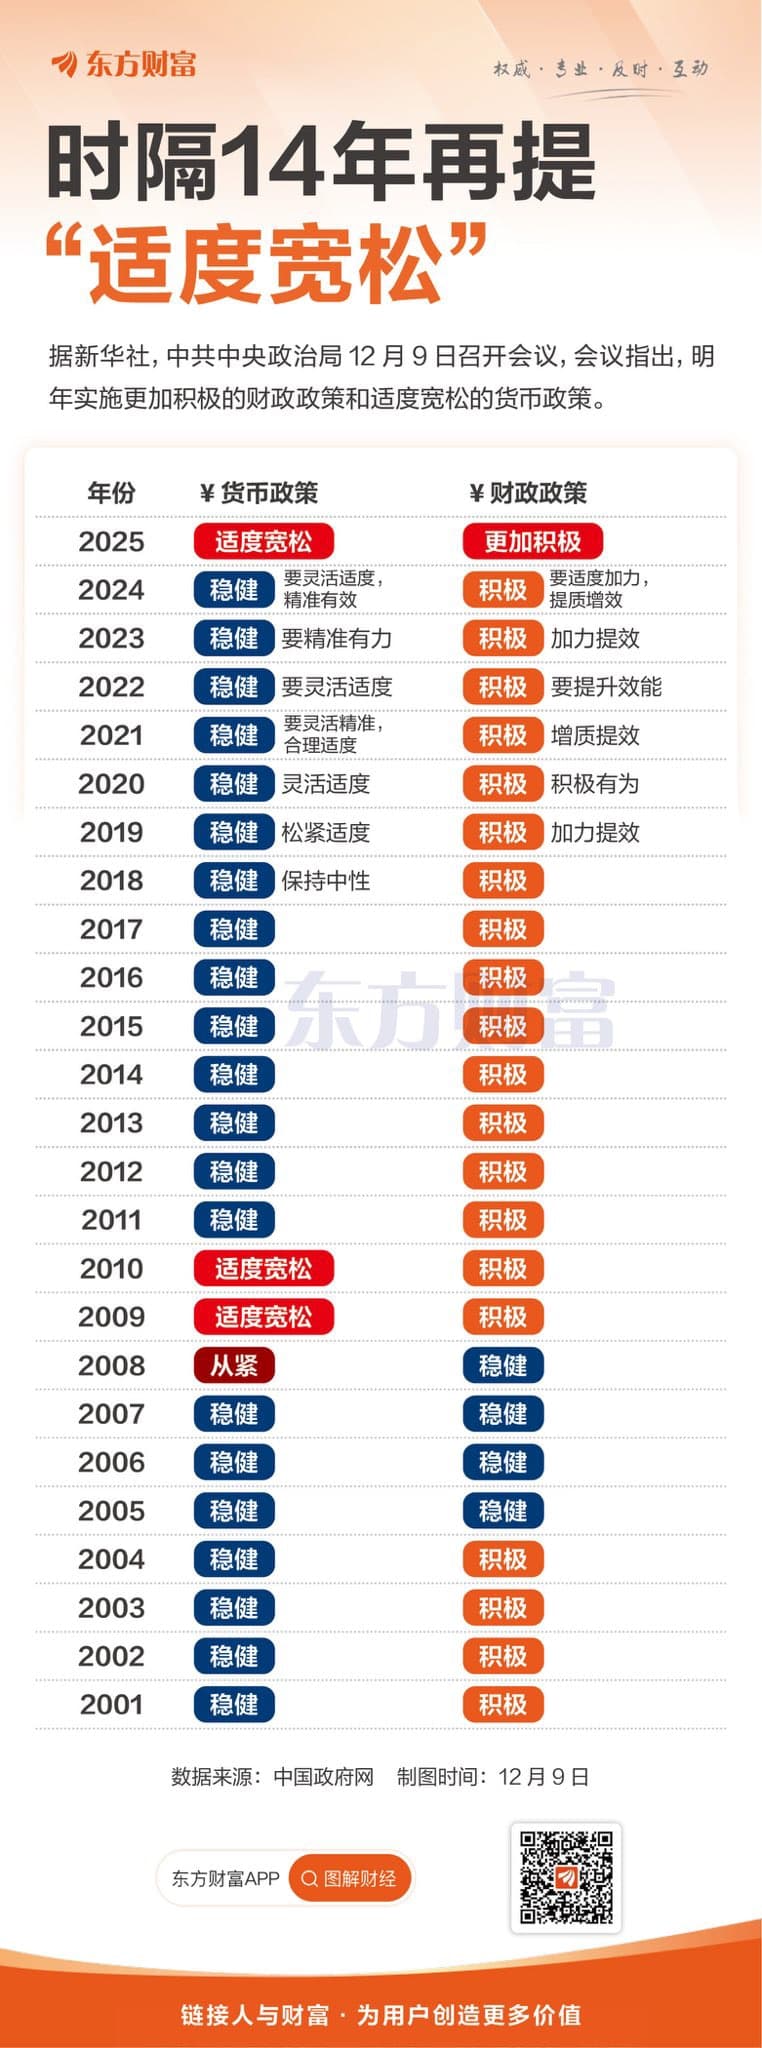 东方财富
权威·专业·及时·互动
时隔14年再提
“适度宽松”
据新华社，中共中央政治局12月9日召开会议，会议指出，明
年实施更加积极的财政政策和适度宽松的货币政策。
年份 ¥ 货币政策 ¥ 财政政策
2025 适度宽松 更加积极
2024 稳健 要灵活适度， 积极 要适度加力，
精准有效 提质增效
2023 稳健 要精准有力 积极 加力提效
2022 稳健 要灵活适度 积极 要提升效能
2021 稳健 要灵活精准， 积极 增质提效
合理适度
2020 稳健 灵活适度 积极 积极有为
2019 稳健 松紧适度 积极 加力提效
2018 稳健 保持中性 积极
2017 稳健 积极
2016 稳健 积极
东方财富
2015 稳健 积极
2014 稳健 积极
2013 稳健 积极
2012 稳健 积极
2011 稳健 积极
2010 适度宽松 积极
2009 适度宽松 积极
2008 从紧 稳健
2007 稳健 稳健
2006 稳健 稳健
2005 稳健 稳健
2004 稳健 积极
2003 稳健 积极
2002 稳健 积极
2001 稳健 积极
数据来源：中国政府网 制图时间：12月9日
东方财富APP 图解财经
链接人与财富·为用户创造更多价值